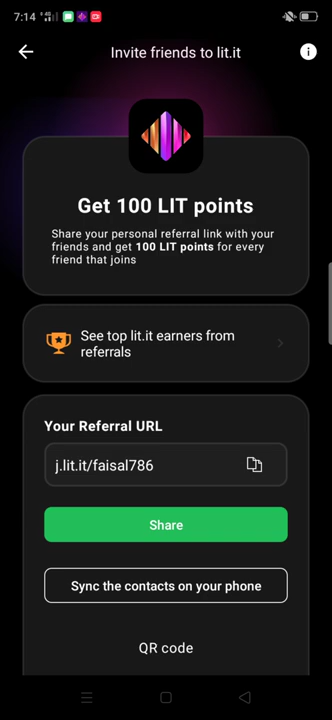 7:14
Invite friends to lit.it
Get 100 LIT points
Share your personal referral link with your
friends and get 100 LIT points for every
friend that joins
See top lit.it earners from
referrals
Your Referral URL
j.lit.it/faisal786
Share
Sync the contacts on your phone
QR code